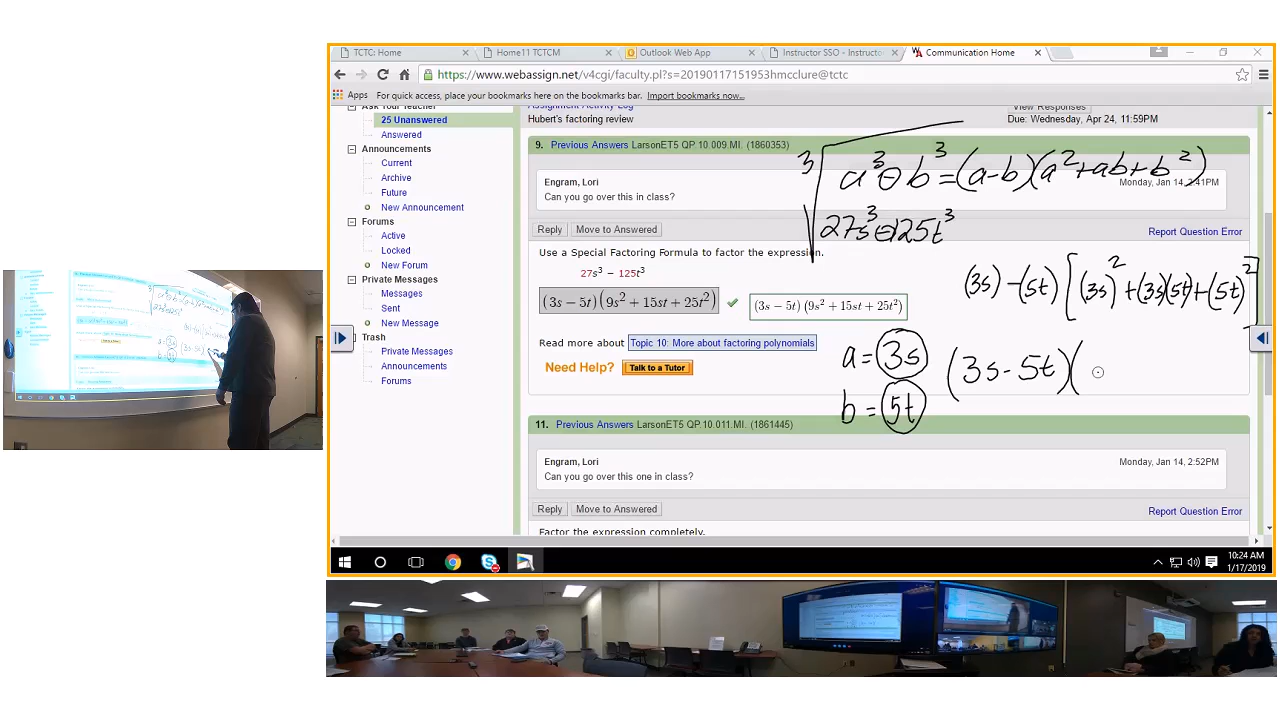 TCTC: Home
Home11 TCTCM
Outlook Web App
Instructor SSO - Instructo
Communication Home
https://www.webassign.net/v4cgi/faculty.pl?s=20190117151953hmcclure@tctc
Apps For quick access, place your bookmarks here on the bookmarks bar. Import bookmarks now...
Ask Your Teacher
25 Unanswered
Answered
Announcements
Current
Archive
Future
New Announcement
Forums
Active
Locked
New Forum
Private Messages
Messages
Sent
New Message
Trash
Private Messages
Announcements
Forums
Assignment Activity Log
View Responses
Hubert's factoring review
Due: Wednesday, Apr 24, 11:59PM
9. Previous Answers LarsonET5 QP.10.009.MI. (1860353)
Engram, Lori
Monday, Jan 14, 2:41PM
Can you go over this in class?
Reply Move to Answered
Report Question Error
Use a Special Factoring Formula to factor the expression.
27s³ − 125t³
(3s − 5t)(9s² + 15st + 25t²)
(3s − 5t) (9s² + 15st + 25t²)
Read more about Topic 10: More about factoring polynomials
Need Help? Talk to a Tutor
11. Previous Answers LarsonET5 QP.10.011.MI. (1861445)
Engram, Lori
Monday, Jan 14, 2:52PM
Can you go over this one in class?
Reply Move to Answered
Report Question Error
Factor the expression completely.
3√ a³ ⊖ b³ = (a-b)(a²+ab+b²)
27s³ ⊖ 125t³
(3s) - (5t) [(3s)² + (3s)(5t) + (5t)²]
a = 3s
(3s - 5t)(
b = 5t
10:24 AM
1/17/2019